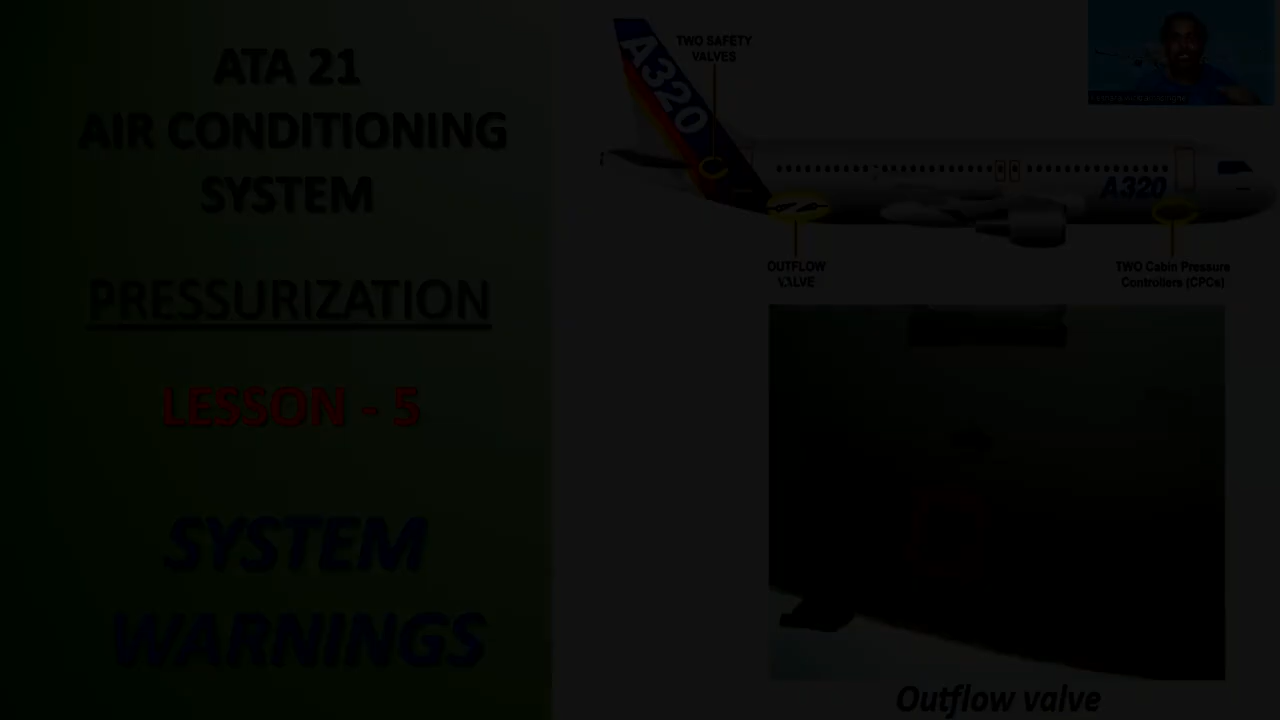 ATA 21
AIR CONDITIONING
SYSTEM
PRESSURIZATION
LESSON - 5
SYSTEM
WARNINGS
TWO SAFETY
VALVES
A320
A320
OUTFLOW
VALVE
TWO Cabin Pressure
Controllers (CPCs)
Outflow valve